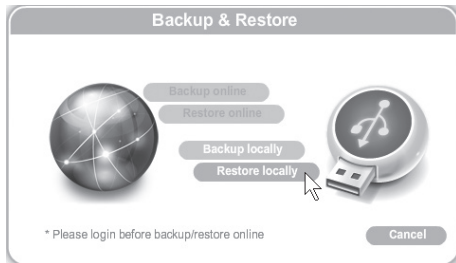 Backup & Restore
Backup online
Restore online
Backup locally
Restore locally
* Please login before backup/restore online
Cancel